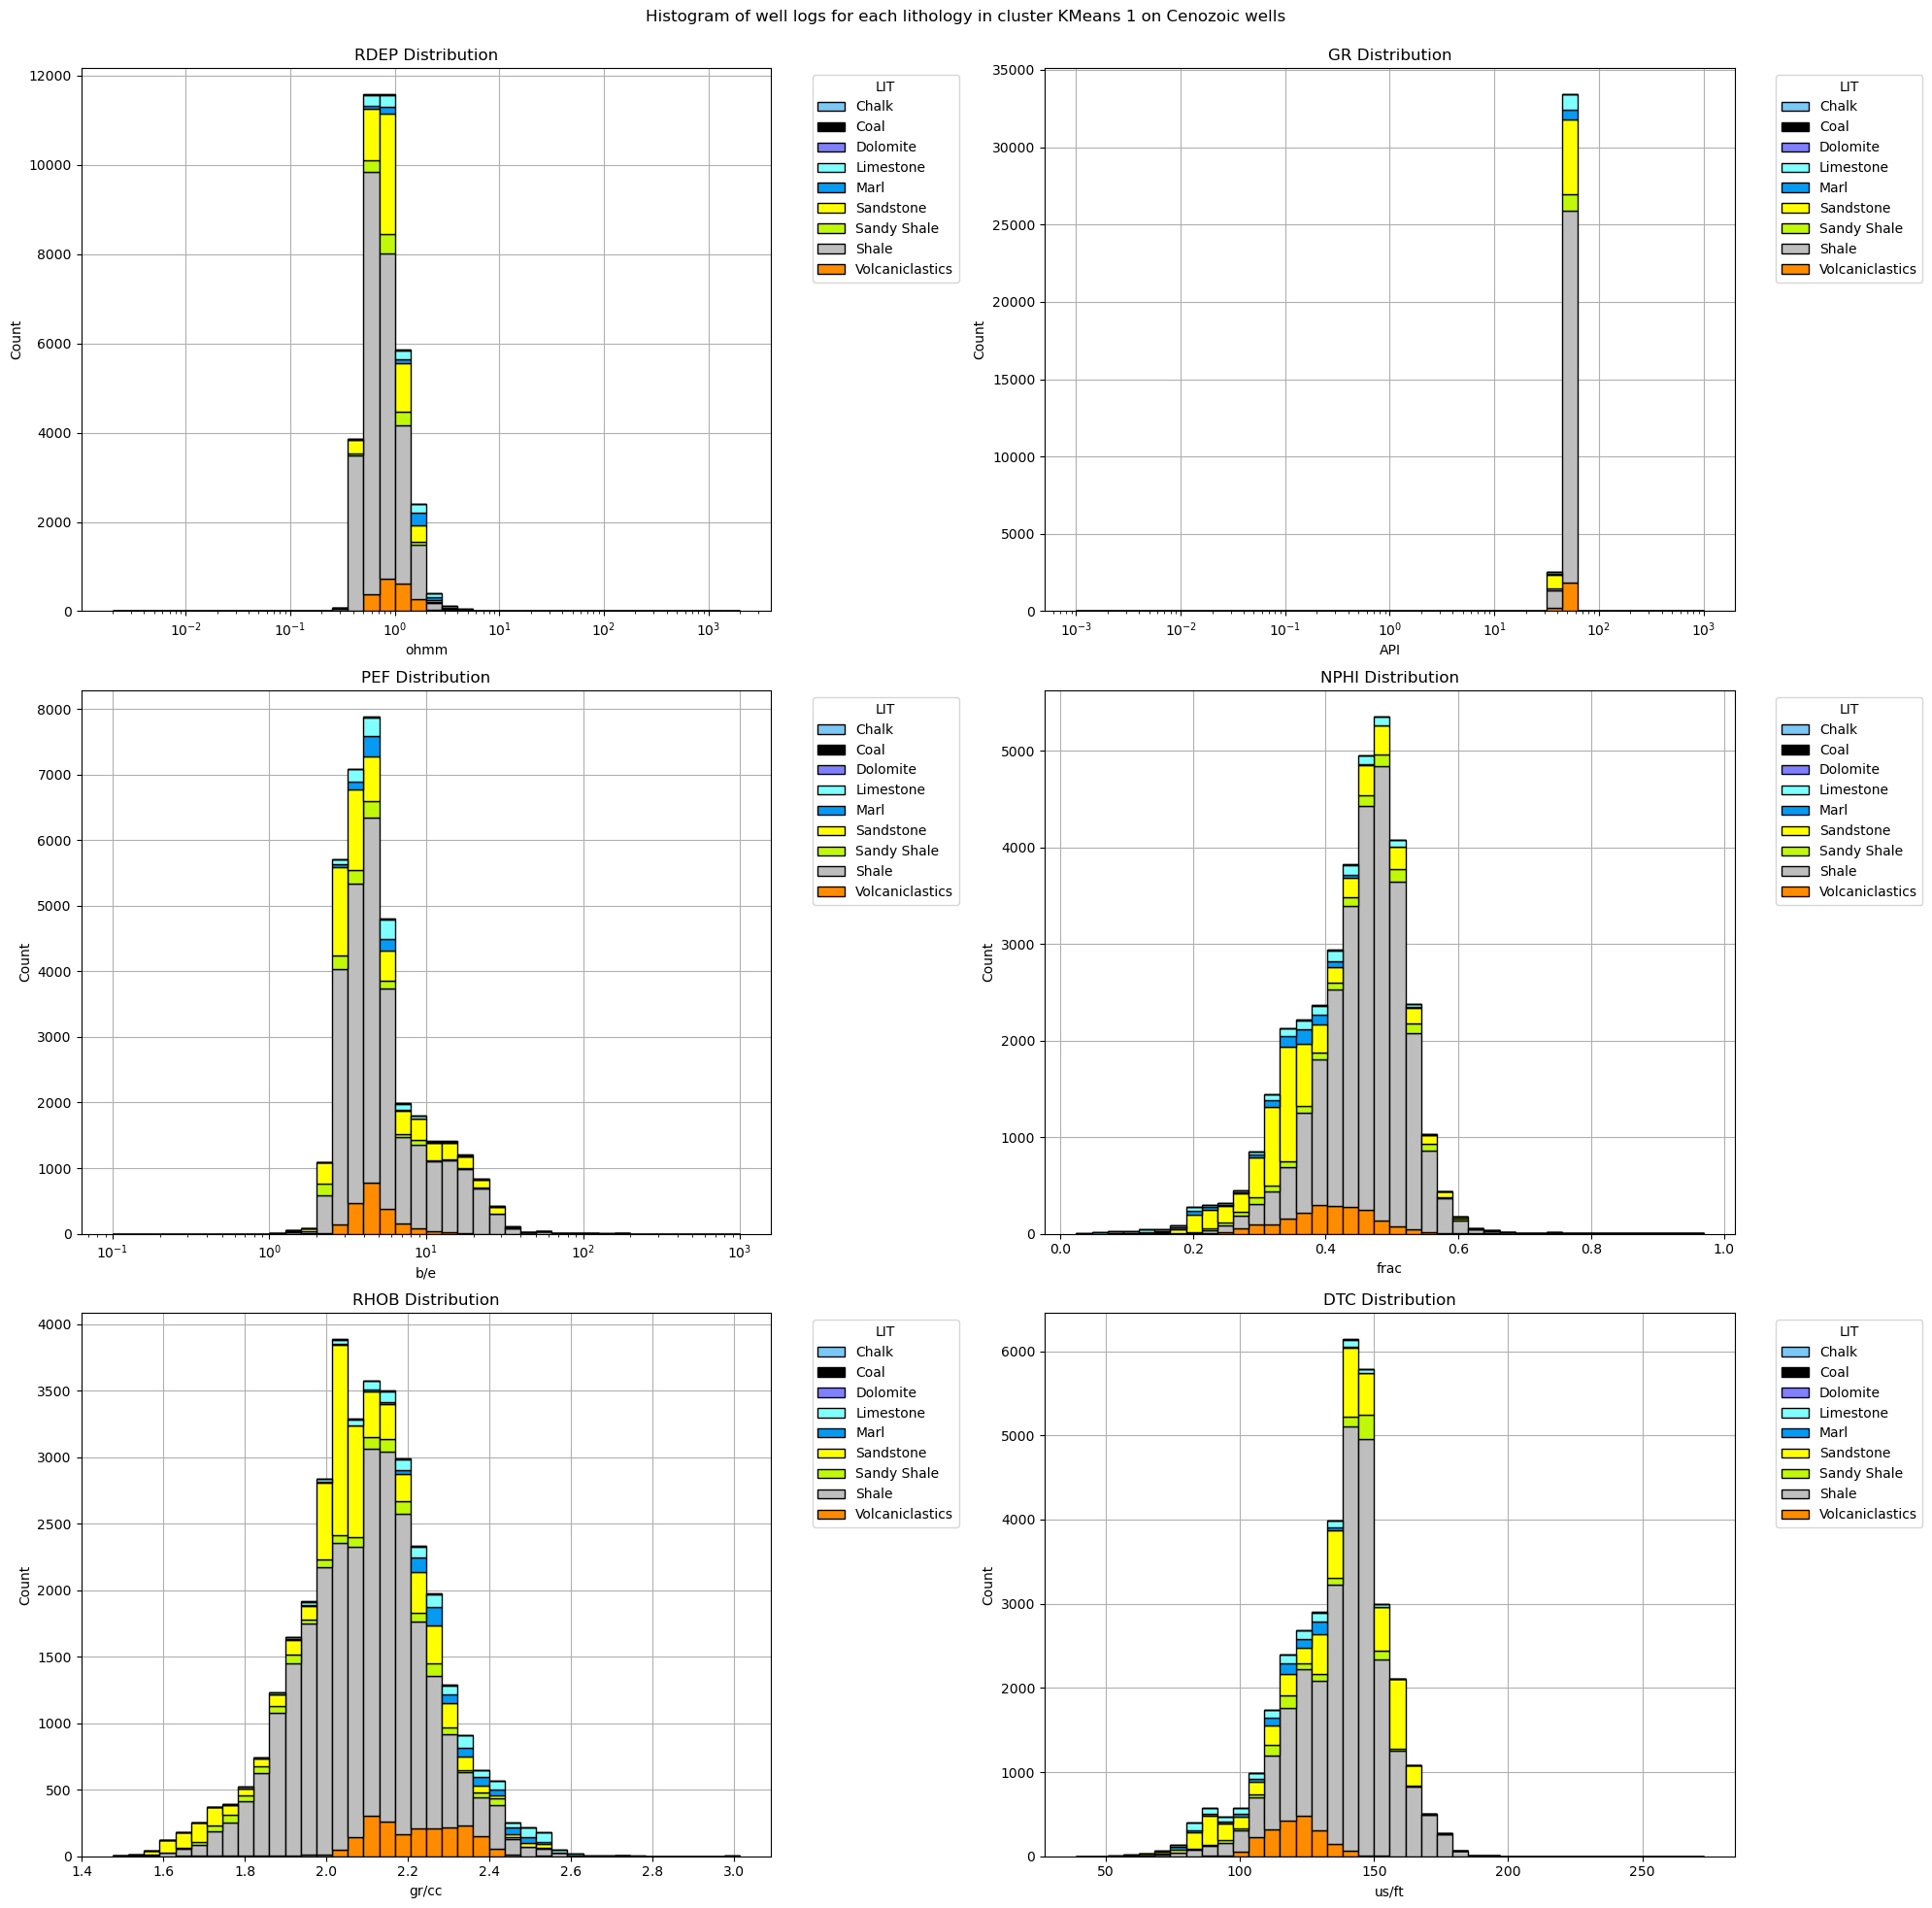 Histogram of well logs for each lithology in cluster KMeans 1 on Cenozoic wells
RDEP Distribution
12000
10000
8000
6000
4000
2000
0
Count
10⁻²
10⁻¹
10⁰
10¹
10²
10³
ohmm
LIT
Chalk
Coal
Dolomite
Limestone
Marl
Sandstone
Sandy Shale
Shale
Volcaniclastics
GR Distribution
35000
30000
25000
20000
15000
10000
5000
0
Count
10⁻³
10⁻²
10⁻¹
10⁰
10¹
10²
10³
API
LIT
Chalk
Coal
Dolomite
Limestone
Marl
Sandstone
Sandy Shale
Shale
Volcaniclastics
PEF Distribution
8000
7000
6000
5000
4000
3000
2000
1000
0
Count
10⁻¹
10⁰
10¹
10²
10³
b/e
LIT
Chalk
Coal
Dolomite
Limestone
Marl
Sandstone
Sandy Shale
Shale
Volcaniclastics
NPHI Distribution
5000
4000
3000
2000
1000
0
Count
0.0
0.2
0.4
0.6
0.8
1.0
frac
LIT
Chalk
Coal
Dolomite
Limestone
Marl
Sandstone
Sandy Shale
Shale
Volcaniclastics
RHOB Distribution
4000
3500
3000
2500
2000
1500
1000
500
0
Count
1.4
1.6
1.8
2.0
2.2
2.4
2.6
2.8
3.0
gr/cc
LIT
Chalk
Coal
Dolomite
Limestone
Marl
Sandstone
Sandy Shale
Shale
Volcaniclastics
DTC Distribution
6000
5000
4000
3000
2000
1000
0
Count
50
100
150
200
250
us/ft
LIT
Chalk
Coal
Dolomite
Limestone
Marl
Sandstone
Sandy Shale
Shale
Volcaniclastics